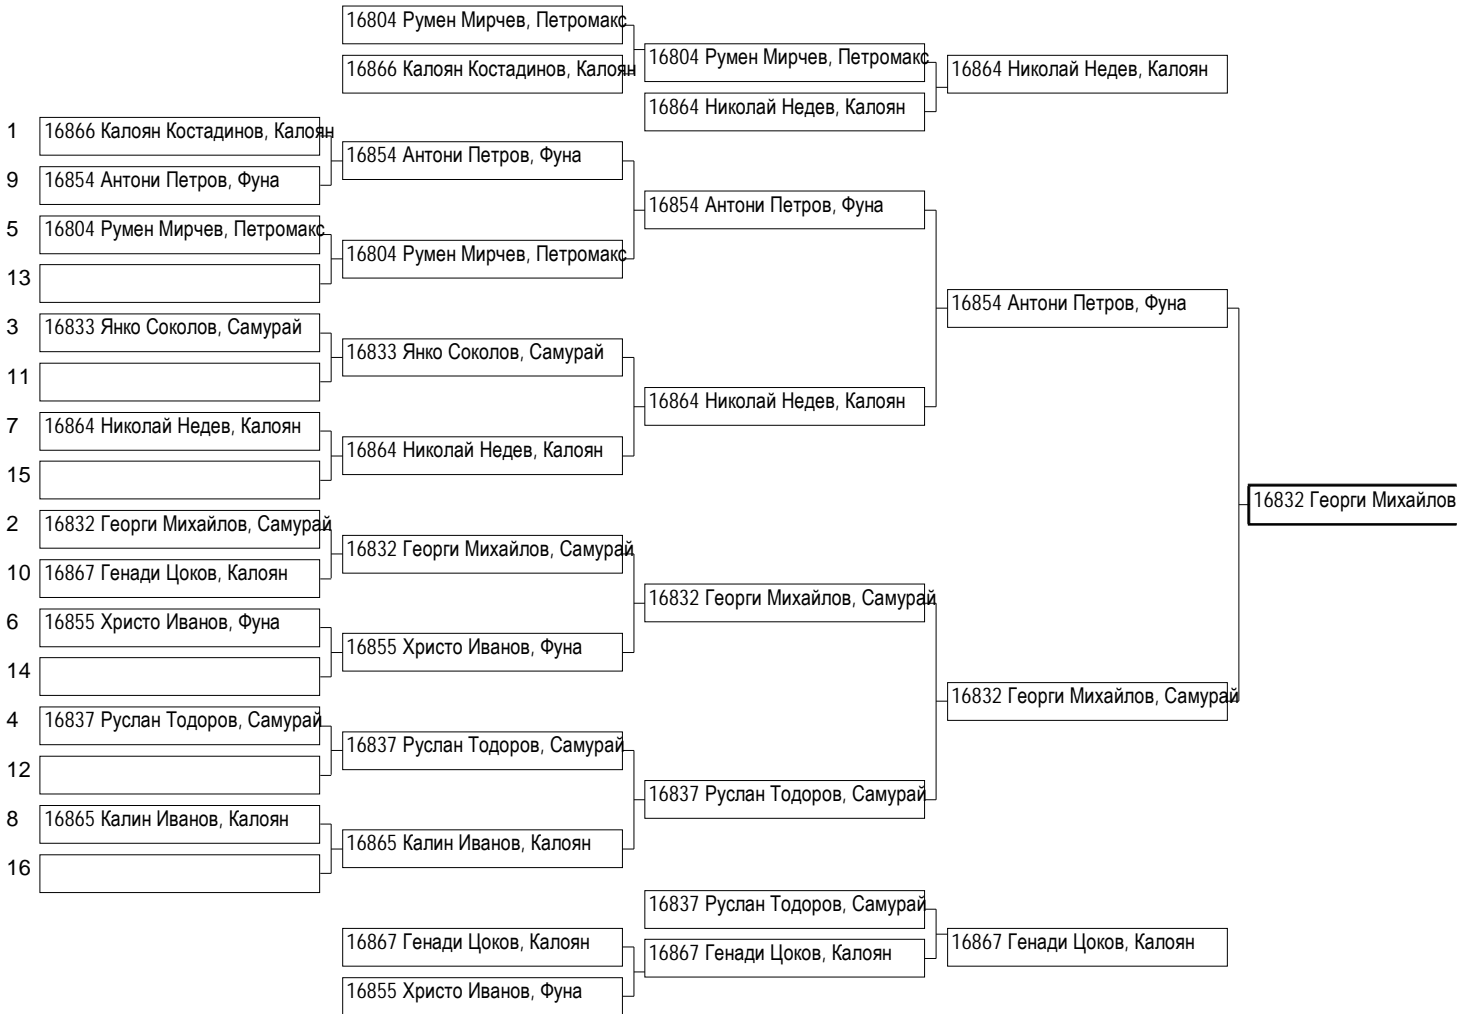 16804 Румен Мирчев, Петромакс
16866 Калоян Костадинов, Калоян
16804 Румен Мирчев, Петромакс
16864 Николай Недев, Калоян
16864 Николай Недев, Калоян
1 16866 Калоян Костадинов, Калоян
9 16854 Антони Петров, Фуна
5 16804 Румен Мирчев, Петромакс
13
3 16833 Янко Соколов, Самурай
11
7 16864 Николай Недев, Калоян
15
2 16832 Георги Михайлов, Самурай
10 16867 Генади Цоков, Калоян
6 16855 Христо Иванов, Фуна
14
4 16837 Руслан Тодоров, Самурай
12
8 16865 Калин Иванов, Калоян
16
16854 Антони Петров, Фуна
16804 Румен Мирчев, Петромакс
16833 Янко Соколов, Самурай
16864 Николай Недев, Калоян
16832 Георги Михайлов, Самурай
16855 Христо Иванов, Фуна
16837 Руслан Тодоров, Самурай
16865 Калин Иванов, Калоян
16854 Антони Петров, Фуна
16864 Николай Недев, Калоян
16832 Георги Михайлов, Самурай
16837 Руслан Тодоров, Самурай
16854 Антони Петров, Фуна
16832 Георги Михайлов, Самурай
16832 Георги Михайлов
16867 Генади Цоков, Калоян
16855 Христо Иванов, Фуна
16837 Руслан Тодоров, Самурай
16867 Генади Цоков, Калоян
16867 Генади Цоков, Калоян